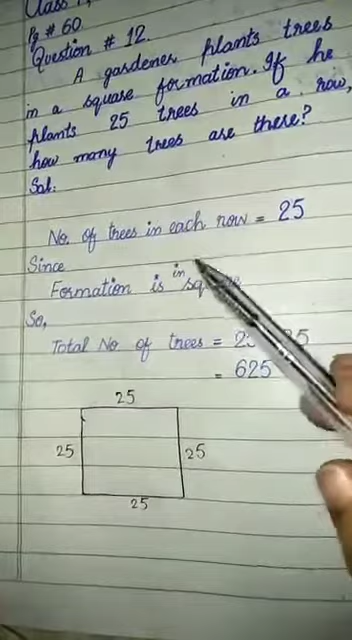 Class
Pg # 60
Question # 12
A gardener plants trees
in a square formation. If he
plants 25 trees in a row,
how many trees are there?
Sol.
No. of trees in each row = 25
Since
Formation is in square
So,
Total No of trees = 25
= 625
25
25 25
25